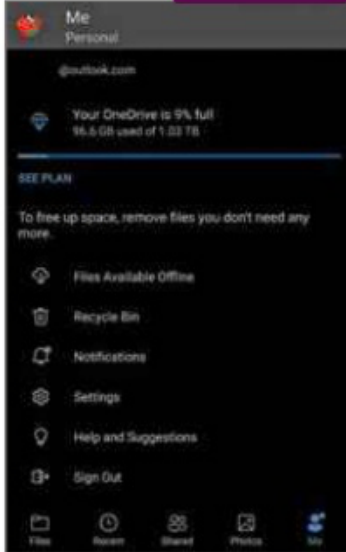 Me
Personal
@outlook.com
Your OneDrive is 9% full
96.6 GB used of 1.03 TB
SEE PLAN
To free up space, remove files you don't need any
more.
Files Available Offline
Recycle Bin
Notifications
Settings
Help and Suggestions
Sign Out
Files
Recent
Shared
Photos
Me